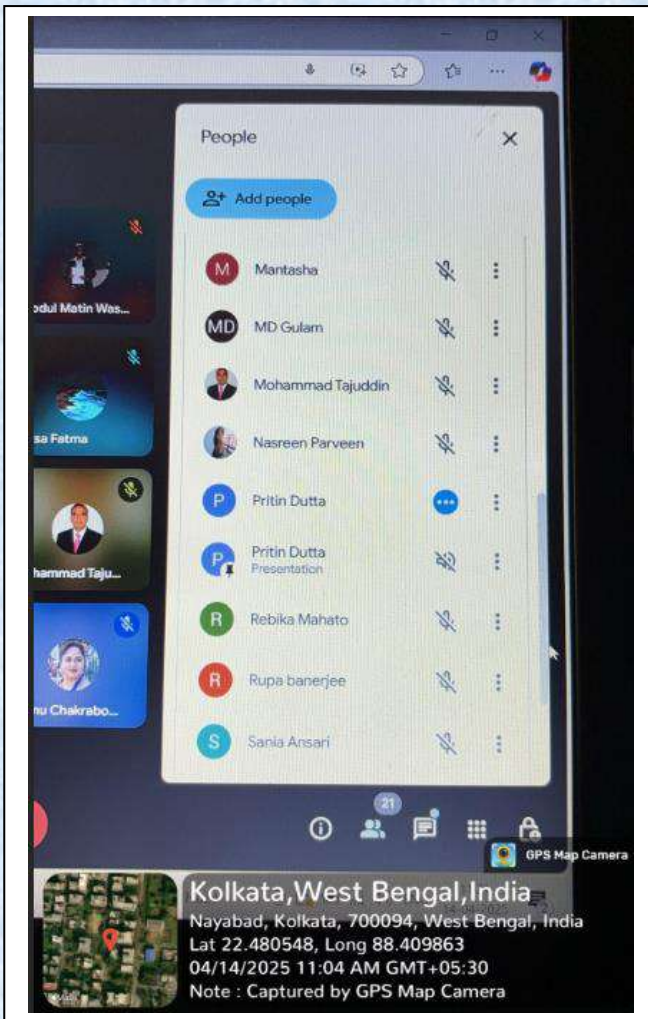 People
Add people
M
Mantasha
MD
MD Gulam
Mohammad Tajuddin
Nasreen Parveen
P
Pritin Dutta
P
Pritin Dutta
Presentation
R
Rebika Mahato
R
Rupa banerjee
S
Sania Ansari
odul Matin Was...
sa Fatma
hammad Taju...
nu Chakrabo...
21
GPS Map Camera
Kolkata,West Bengal,India
Nayabad, Kolkata, 700094, West Bengal, India
Lat 22.480548, Long 88.409863
04/14/2025 11:04 AM GMT+05:30
Note : Captured by GPS Map Camera